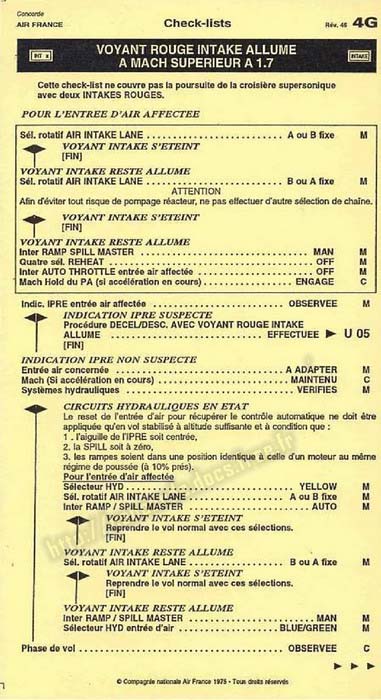 Concorde
AIR FRANCE
Check-lists
Rév. 46 4G
INT
VOYANT ROUGE INTAKE ALLUME
A MACH SUPERIEUR A 1.7
INTAKE
Cette check-list ne couvre pas la poursuite de la croisière supersonique
avec deux INTAKES ROUGES.
POUR L'ENTREE D'AIR AFFECTEE
Sél. rotatif AIR INTAKE LANE A ou B fixe M
VOYANT INTAKE S'ETEINT
[FIN]
VOYANT INTAKE RESTE ALLUME
Sél. rotatif AIR INTAKE LANE B ou A fixe M
ATTENTION
Afin d'éviter tout risque de pompage réacteur, ne pas effectuer d'autre sélection de chaîne.
VOYANT INTAKE S'ETEINT
[FIN]
VOYANT INTAKE RESTE ALLUME
Inter RAMP SPILL MASTER MAN M
Quatre sél. REHEAT OFF M
Inter AUTO THROTTLE entrée air affectée OFF M
Mach Hold du PA (si accélération en cours) ENGAGE C
Indic. IPRE entrée air affectée OBSERVEE M
INDICATION IPRE SUSPECTE
Procédure DECEL/DESC. AVEC VOYANT ROUGE INTAKE
ALLUME EFFECTUEE ► U 05
[FIN]
INDICATION IPRE NON SUSPECTE
Entrée air concernée A ADAPTER M
Mach (Si accélération en cours) MAINTENU C
Systèmes hydrauliques VERIFIES M
CIRCUITS HYDRAULIQUES EN ETAT
Le reset de l'entrée d'air pour récupérer le contrôle automatique ne doit être
appliquée qu'en vol stabilisé à altitude suffisante et à condition que :
1 . l'aiguille de l'IPRE soit centrée,
2. la SPILL soit à zéro,
3. les rampes soient dans une position identique à celle d'un moteur au même
régime de poussée (à 10% prés).
Pour l'entrée d'air affectée
Sélecteur HYD YELLOW M
Sél. rotatif AIR INTAKE LANE A ou B fixe M
Inter RAMP / SPILL MASTER AUTO M
VOYANT INTAKE S'ETEINT
Reprendre le vol normal avec ces sélections.
[FIN]
VOYANT INTAKE RESTE ALLUME
Sél. rotatif AIR INTAKE LANE B ou A fixe M
VOYANT INTAKE S'ETEINT
Reprendre le vol normal avec ces sélections.
[FIN]
VOYANT INTAKE RESTE ALLUME
Inter RAMP / SPILL MASTER MAN M
Sélecteur HYD entrée d'air BLUE/GREEN M
Phase de vol OBSERVEE C
► ► ►
© Compagnie nationale Air France 1975 • Tous droits réservés